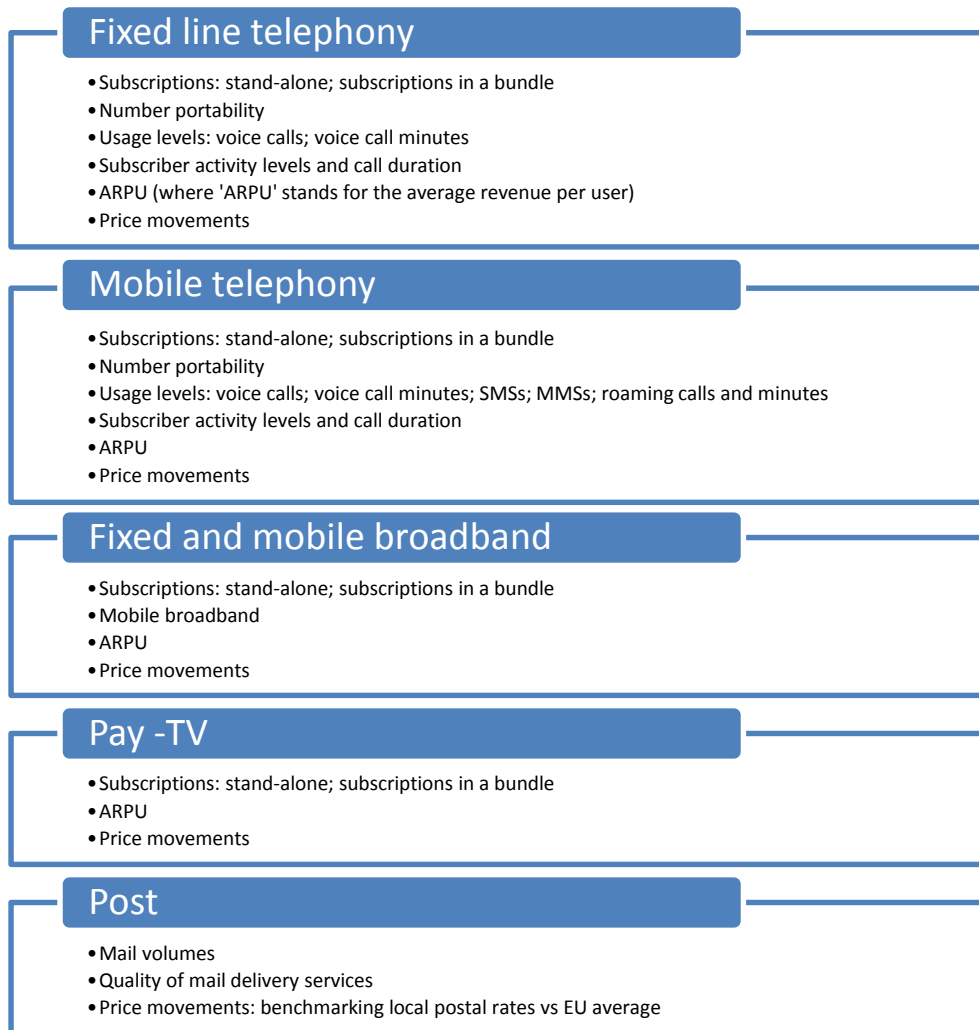 Fixed line telephony
•Subscriptions: stand-alone; subscriptions in a bundle
•Number portability
•Usage levels: voice calls; voice call minutes
•Subscriber activity levels and call duration
•ARPU (where 'ARPU' stands for the average revenue per user)
•Price movements
Mobile telephony
•Subscriptions: stand-alone; subscriptions in a bundle
•Number portability
•Usage levels: voice calls; voice call minutes; SMSs; MMSs; roaming calls and minutes
•Subscriber activity levels and call duration
•ARPU
•Price movements
Fixed and mobile broadband
•Subscriptions: stand-alone; subscriptions in a bundle
•Mobile broadband
•ARPU
•Price movements
Pay -TV
•Subscriptions: stand-alone; subscriptions in a bundle
•ARPU
•Price movements
Post
•Mail volumes
•Quality of mail delivery services
•Price movements: benchmarking local postal rates vs EU average